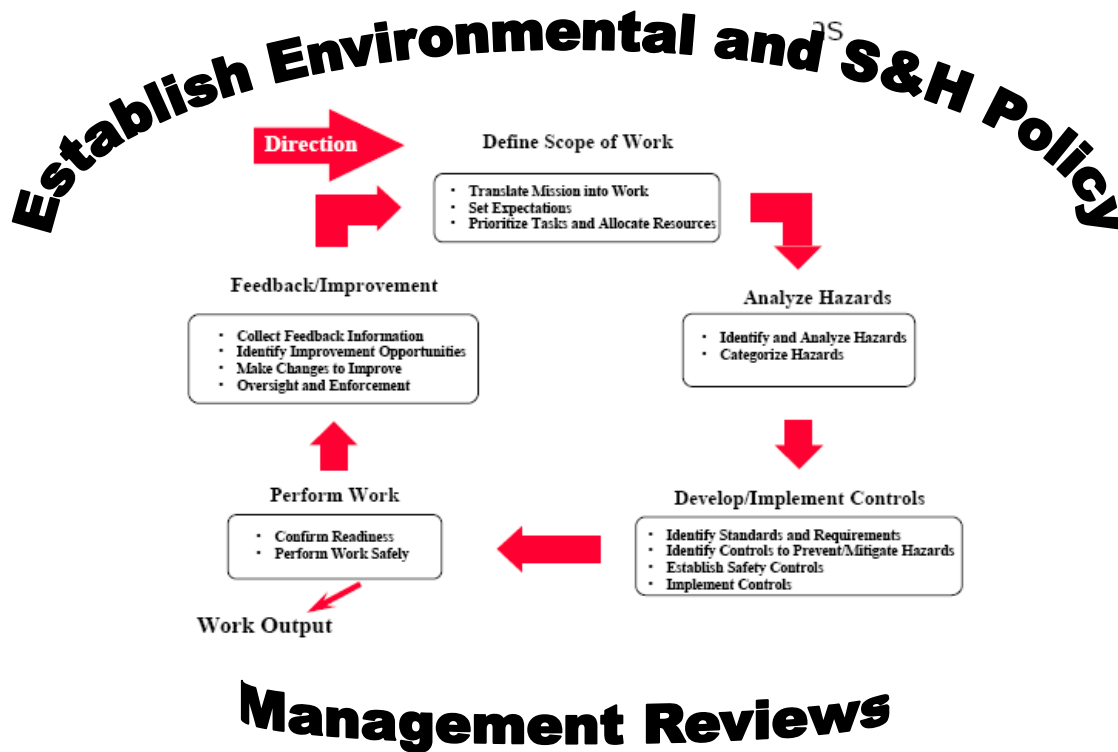 as
Establish Environmental and S&H Policy
Direction
Define Scope of Work
· Translate Mission into Work
· Set Expectations
· Prioritize Tasks and Allocate Resources
Feedback/Improvement
· Collect Feedback Information
· Identify Improvement Opportunities
· Make Changes to Improve
· Oversight and Enforcement
Analyze Hazards
· Identify and Analyze Hazards
· Categorize Hazards
Perform Work
· Confirm Readiness
· Perform Work Safely
Develop/Implement Controls
· Identify Standards and Requirements
· Identify Controls to Prevent/Mitigate Hazards
· Establish Safety Controls
· Implement Controls
Work Output
Management Reviews